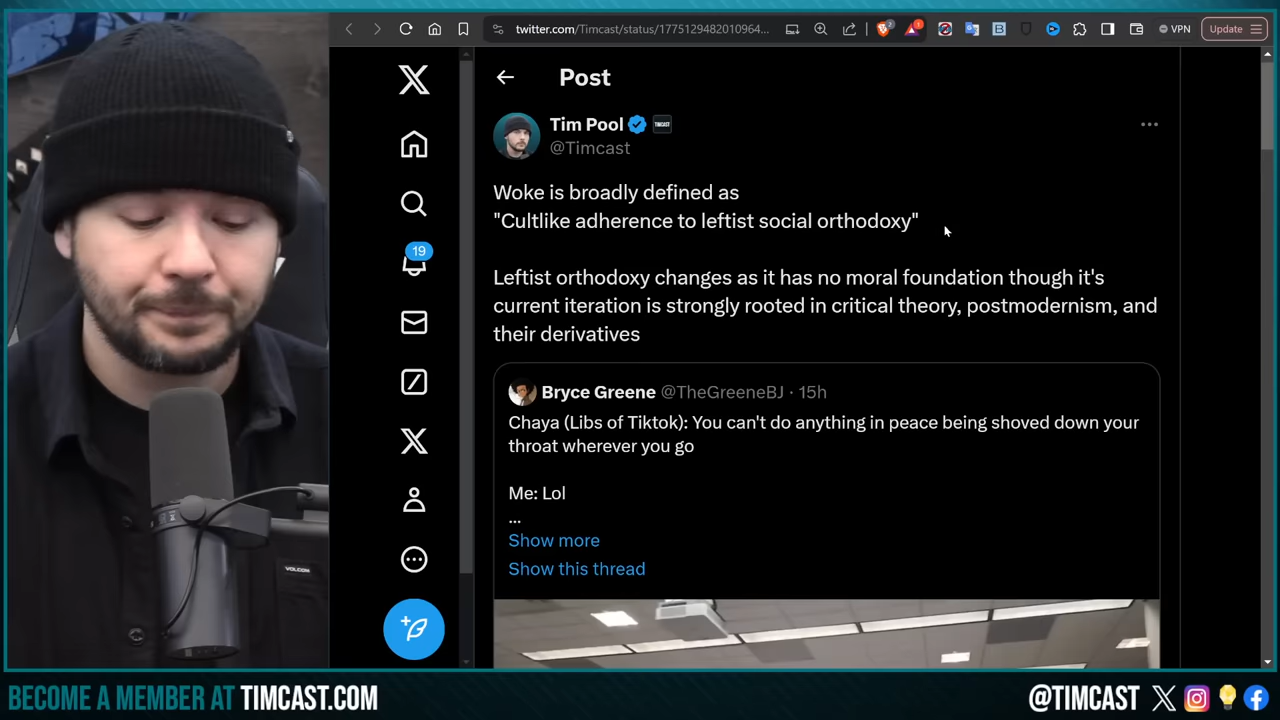 twitter.com/Timcast/status/1775129482010964...
VPN
Update
Post
Tim Pool
@Timcast
19
Woke is broadly defined as
"Cultlike adherence to leftist social orthodoxy"
Leftist orthodoxy changes as it has no moral foundation though it's
current iteration is strongly rooted in critical theory, postmodernism, and
their derivatives
Bryce Greene @TheGreeneBJ · 15h
Chaya (Libs of Tiktok): You can't do anything in peace being shoved down your
throat wherever you go
Me: Lol
...
Show more
Show this thread
VOLCOM
BECOME A MEMBER AT TIMCAST.COM
@TIMCAST